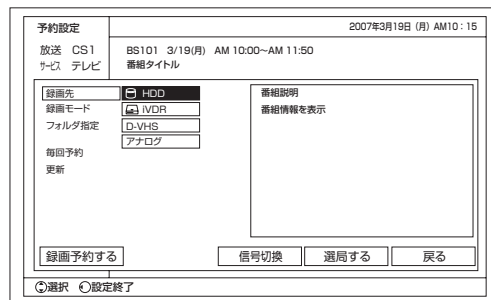 予約設定 2007年3月19日（月）AM10：15
放送 CS1 BS101 3/19(月) AM 10:00〜AM 11:50
サービス テレビ 番組タイトル
録画先 HDD 番組説明
録画モード iVDR 番組情報を表示
フォルダ指定 D-VHS
アナログ
毎回予約
更新
録画予約する 信号切換 選局する 戻る
選択 設定終了